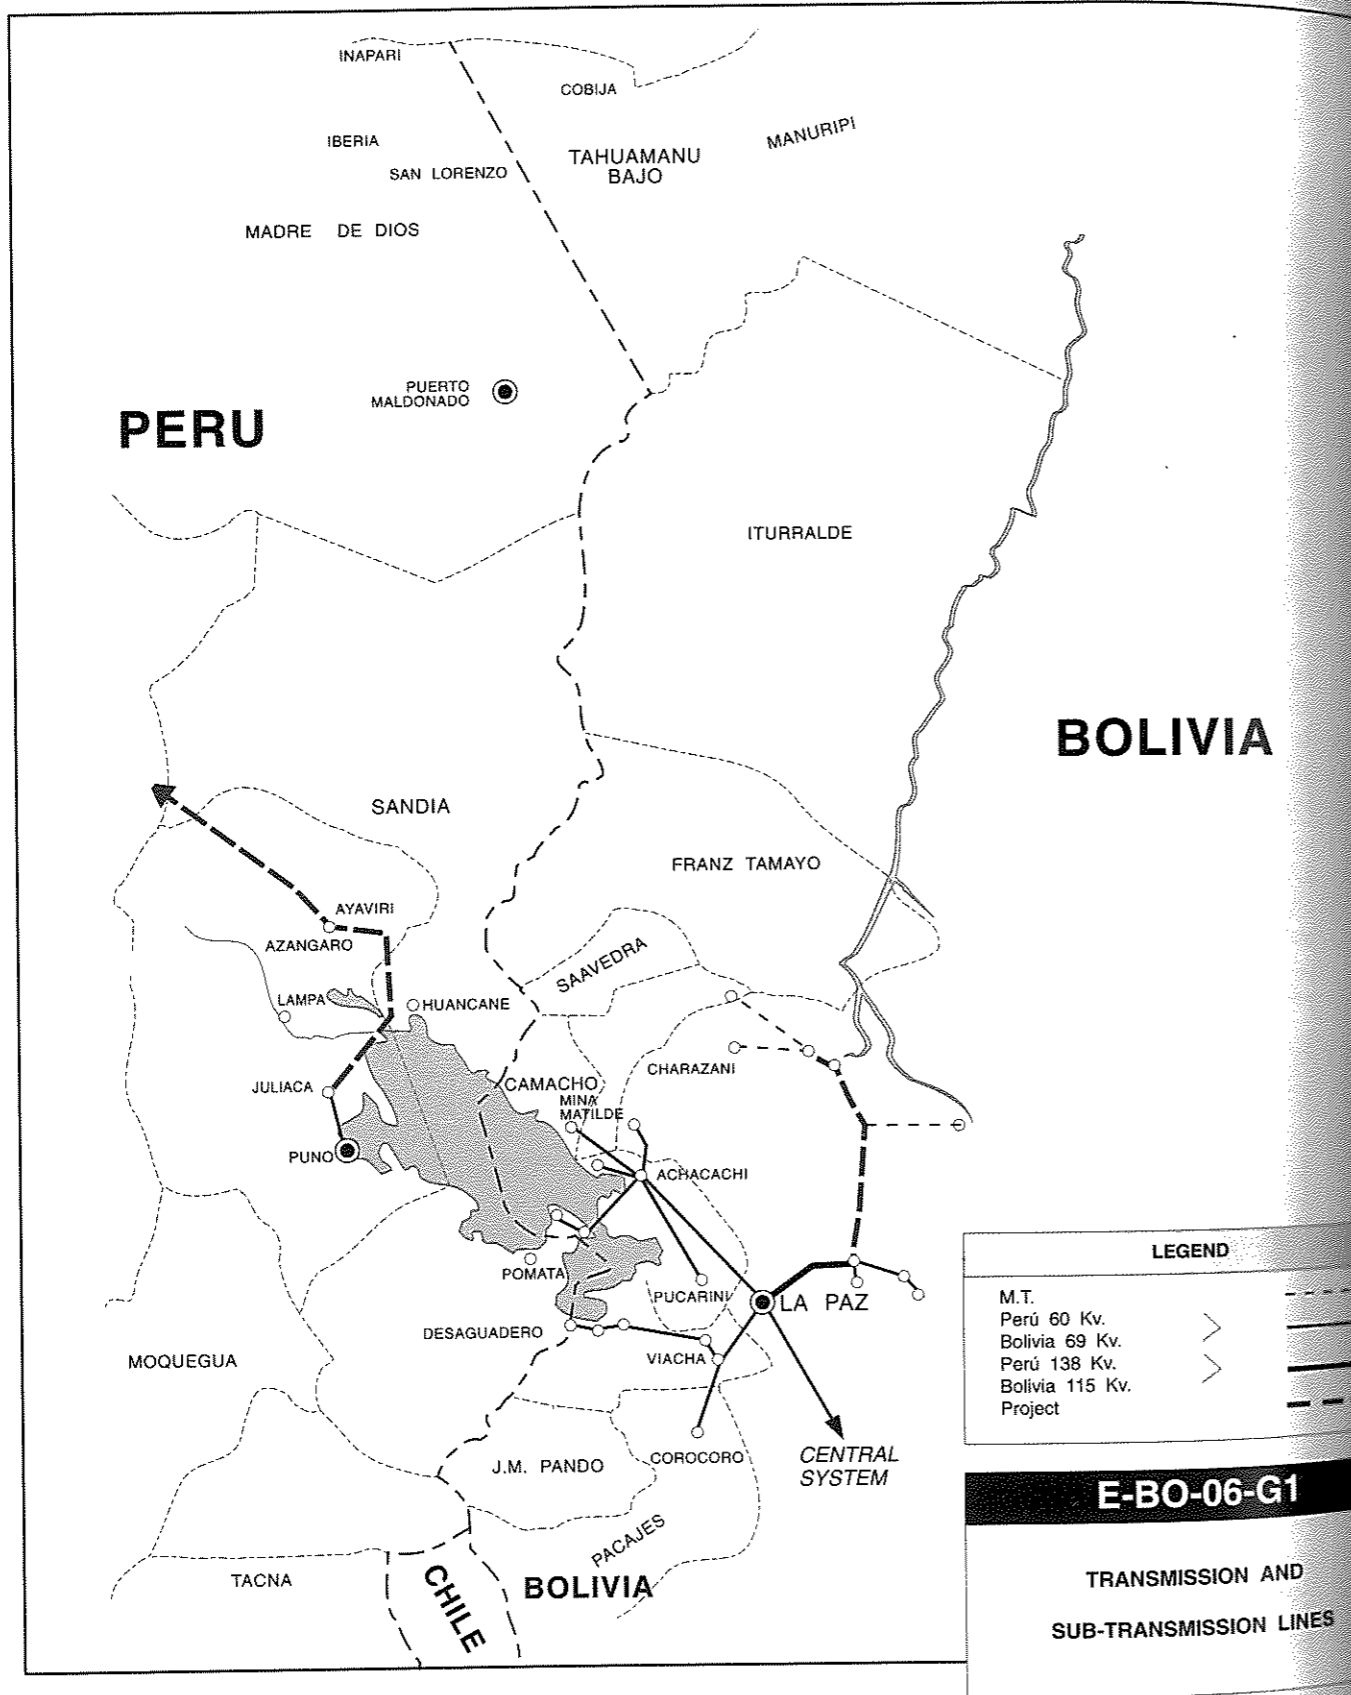 INAPARI
COBIJA
IBERIA
MANURIPI
SAN LORENZO
TAHUAMANU
BAJO
MADRE DE DIOS
PUERTO
MALDONADO
PERU
ITURRALDE
BOLIVIA
SANDIA
FRANZ TAMAYO
AYAVIRI
AZANGARO
SAAVEDRA
LAMPA
HUANCANE
CHARAZANI
JULIACA
CAMACHO
MINA
MATILDE
PUNO
ACHACACHI
POMATA
PUCARINI
LA PAZ
DESAGUADERO
VIACHA
MOQUEGUA
J.M. PANDO
COROCORO
CENTRAL
SYSTEM
PACAJES
TACNA
CHILE
BOLIVIA
LEGEND
M.T.
Perú 60 Kv.
Bolivia 69 Kv.
Perú 138 Kv.
Bolivia 115 Kv.
Project
E-BO-06-G1
TRANSMISSION AND
SUB-TRANSMISSION LINES